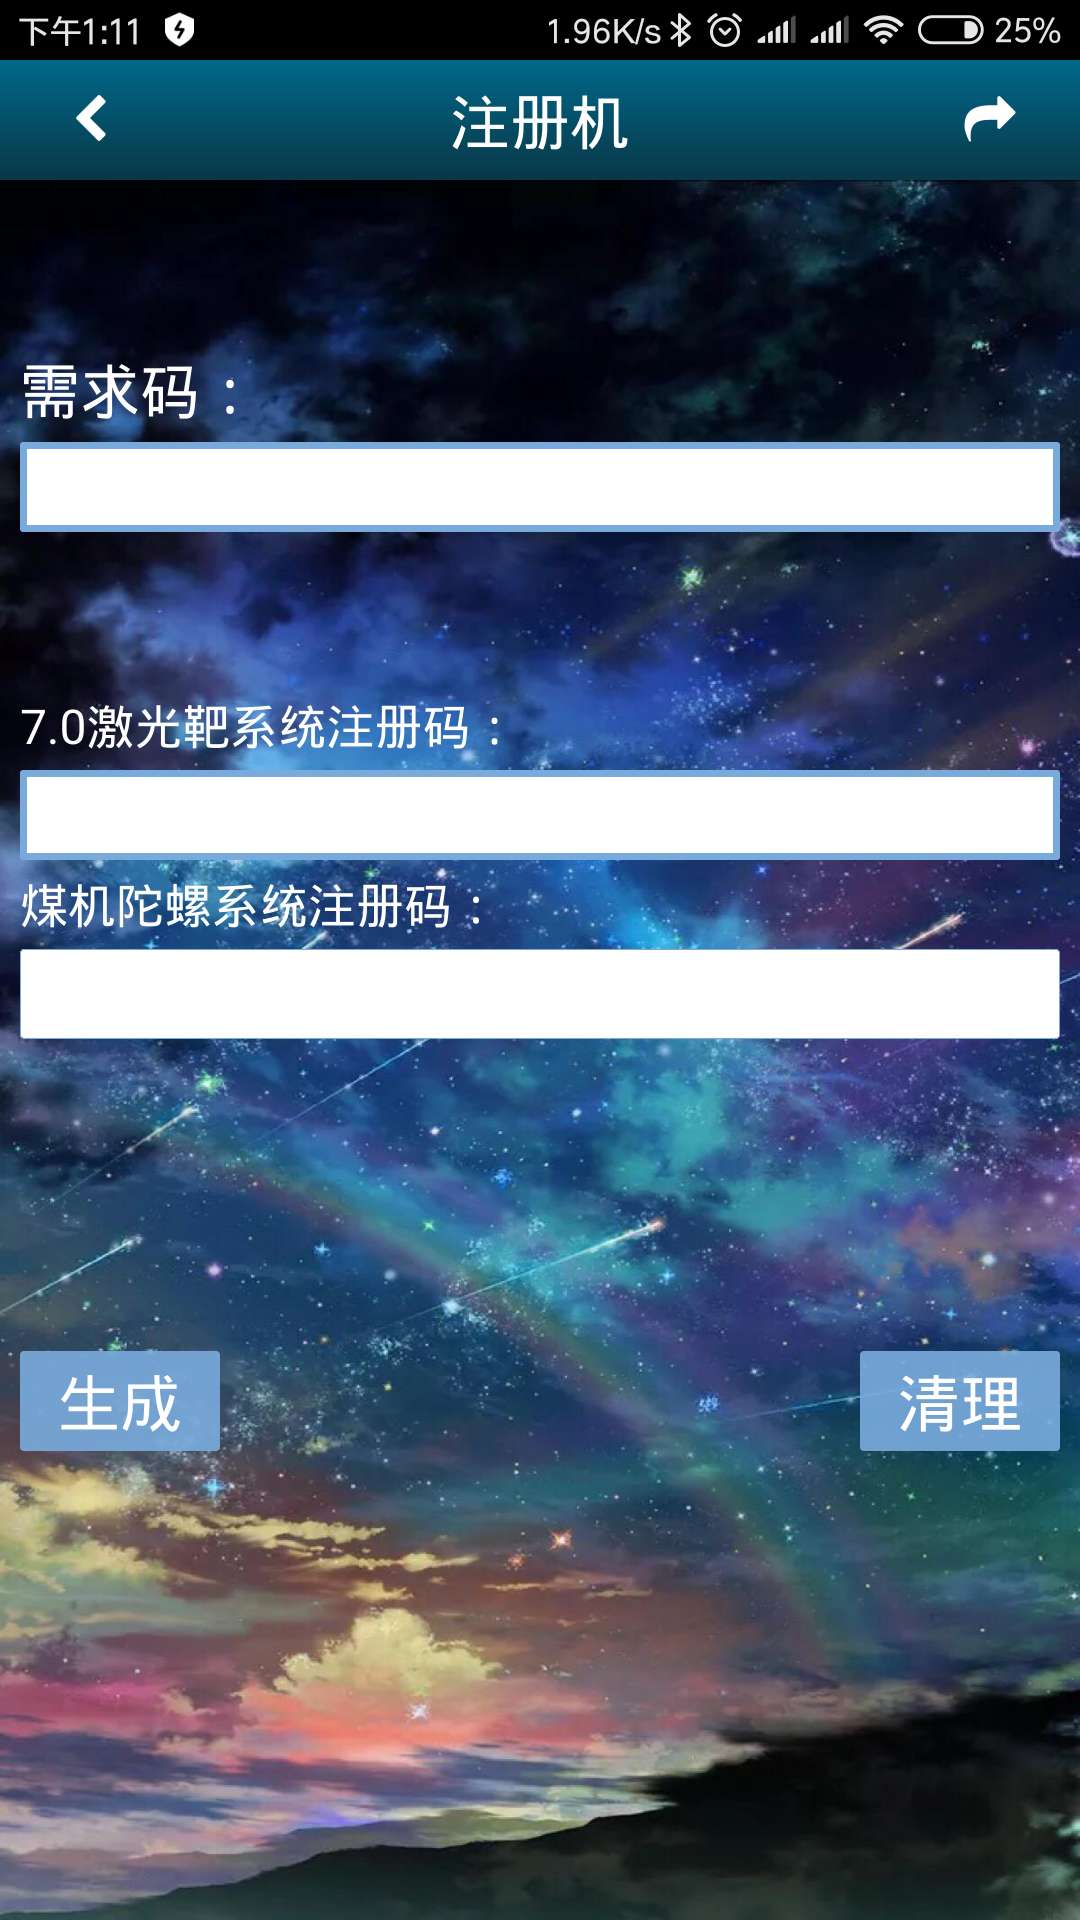 下午1:11
1.96K/s 25%
注册机
需求码：
7.0激光靶系统注册码：
煤机陀螺系统注册码：
生成
清理